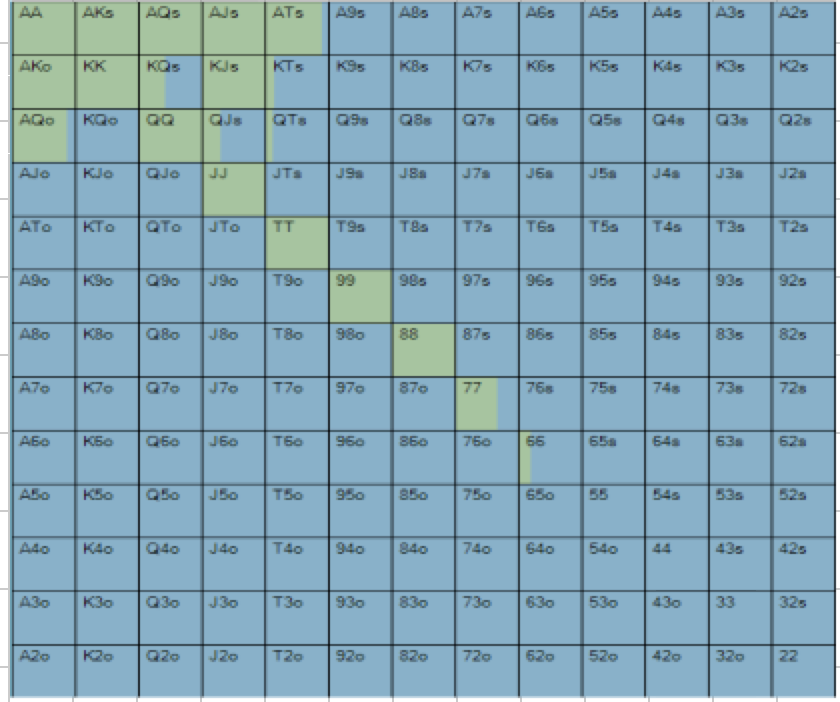 AA AKs AQs AJs ATs A9s A8s A7s A6s A5s A4s A3s A2s
AKo KK KQs KJs KTs K9s K8s K7s K6s K5s K4s K3s K2s
AQo KQo QQ QJs QTs Q9s Q8s Q7s Q6s Q5s Q4s Q3s Q2s
AJo KJo QJo JJ JTs J9s J8s J7s J6s J5s J4s J3s J2s
ATo KTo QTo JTo TT T9s T8s T7s T6s T5s T4s T3s T2s
A9o K9o Q9o J9o T9o 99 98s 97s 96s 95s 94s 93s 92s
A8o K8o Q8o J8o T8o 98o 88 87s 86s 85s 84s 83s 82s
A7o K7o Q7o J7o T7o 97o 87o 77 76s 75s 74s 73s 72s
A6o K6o Q6o J6o T6o 96o 86o 76o 66 65s 64s 63s 62s
A5o K5o Q5o J5o T5o 95o 85o 75o 65o 55 54s 53s 52s
A4o K4o Q4o J4o T4o 94o 84o 74o 64o 54o 44 43s 42s
A3o K3o Q3o J3o T3o 93o 83o 73o 63o 53o 43o 33 32s
A2o K2o Q2o J2o T2o 92o 82o 72o 62o 52o 42o 32o 22